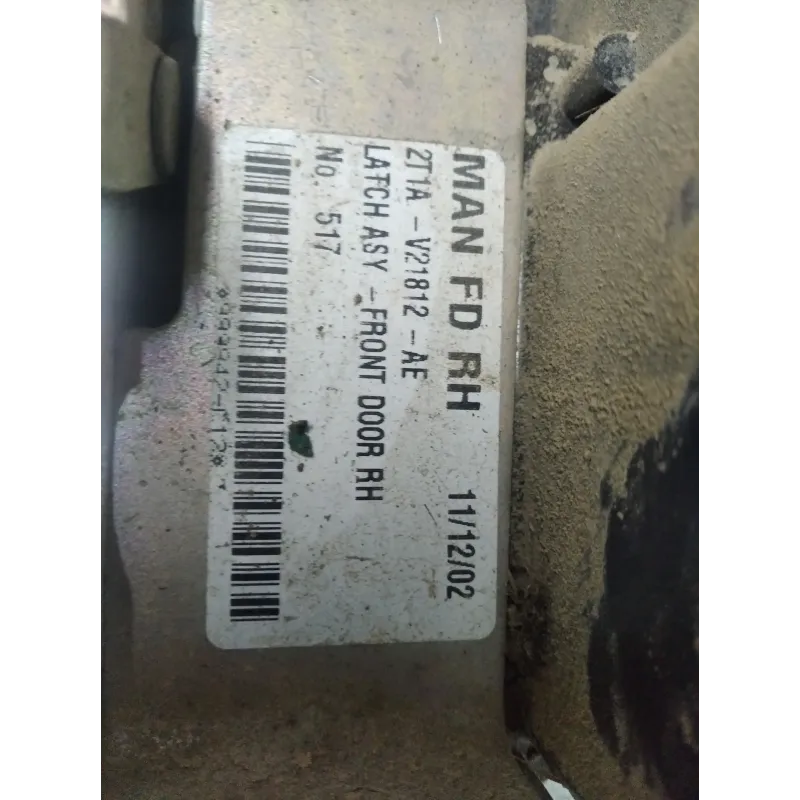 MAN FD RH 11/12/02
2T1A - V21812 - AE
LATCH ASY - FRONT DOOR RH
No. 517